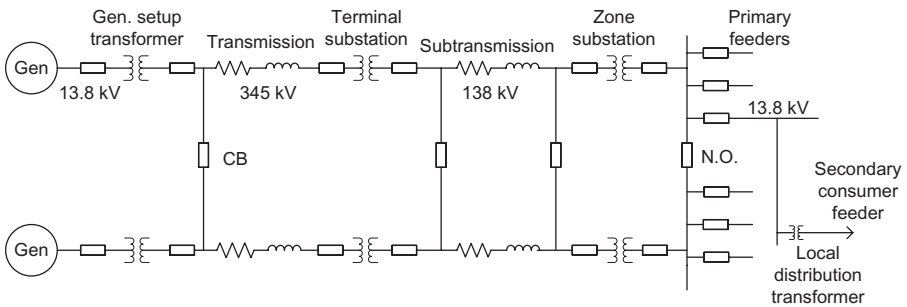 Gen. setup
transformer
Transmission
Terminal
substation
Subtransmission
Zone
substation
Primary
feeders
Gen
13.8 kV
345 kV
138 kV
13.8 kV
CB
N.O.
Secondary
consumer
feeder
Gen
Local
distribution
transformer